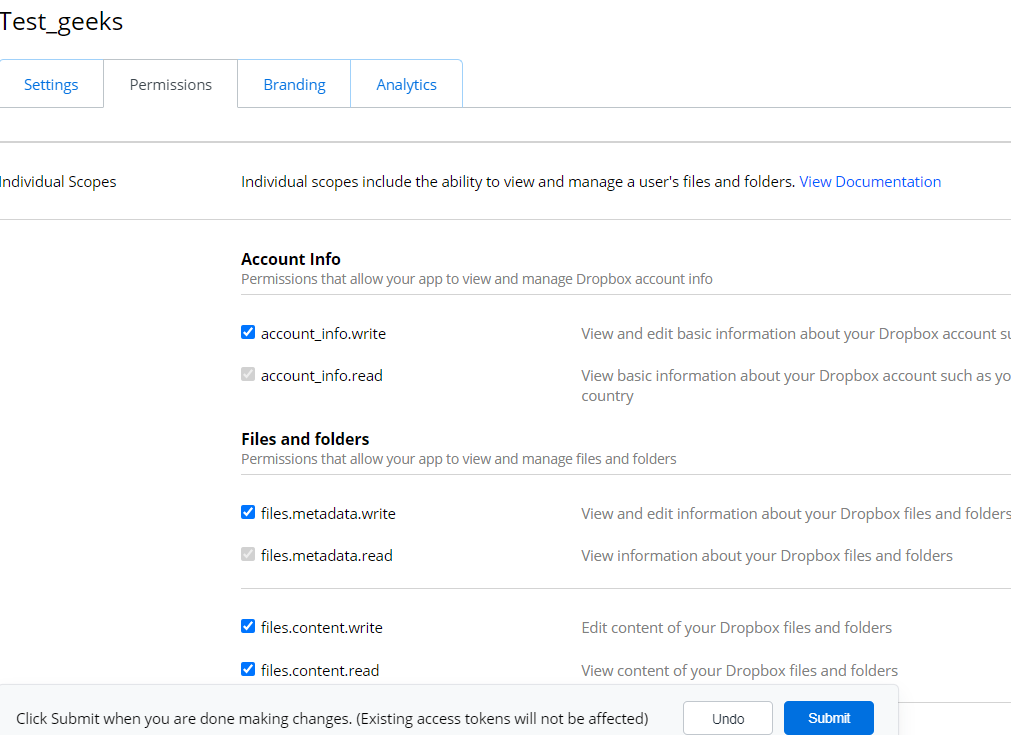 Test_geeks
Settings Permissions Branding Analytics
Individual Scopes Individual scopes include the ability to view and manage a user's files and folders. View Documentation
Account Info
Permissions that allow your app to view and manage Dropbox account info
account_info.write View and edit basic information about your Dropbox account
account_info.read View basic information about your Dropbox account such as
country
Files and folders
Permissions that allow your app to view and manage files and folders
files.metadata.write View and edit information about your Dropbox files and folders
files.metadata.read View information about your Dropbox files and folders
files.content.write Edit content of your Dropbox files and folders
files.content.read View content of your Dropbox files and folders
Click Submit when you are done making changes. (Existing access tokens will not be affected) Undo Submit